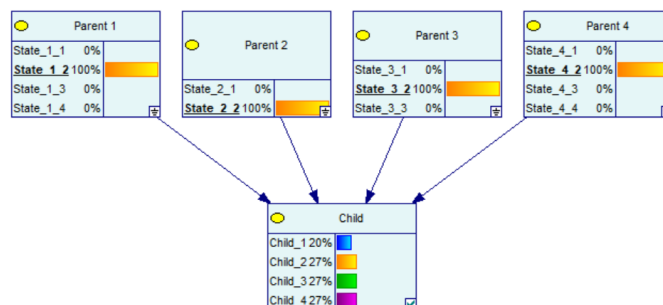 Parent 1
State_1_1 0%
State_1_2 100%
State_1_3 0%
State_1_4 0%
Parent 2
State_2_1 0%
State_2_2 100%
Parent 3
State_3_1 0%
State_3_2 100%
State_3_3 0%
Parent 4
State_4_1 0%
State_4_2 100%
State_4_3 0%
State_4_4 0%
Child
Child_1 20%
Child_2 27%
Child_3 27%
Child_4 27%